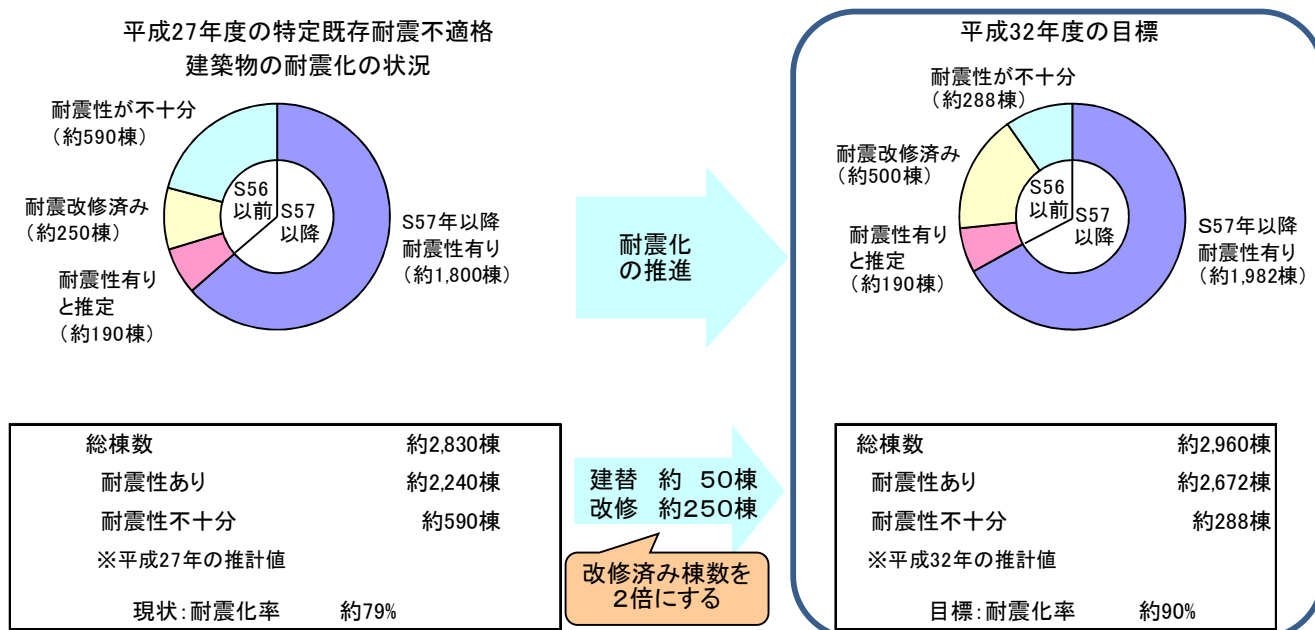 平成27年度の特定既存耐震不適格
建築物の耐震化の状況
耐震性が不十分
（約590棟）
耐震改修済み
（約250棟）
耐震性有り
と推定
（約190棟）
S56
以前
S57
以降
S57年以降
耐震性有り
（約1,800棟）
耐震化
の推進
平成32年度の目標
耐震性が不十分
（約288棟）
耐震改修済み
（約500棟）
耐震性有り
と推定
（約190棟）
S56
以前
S57
以降
S57年以降
耐震性有り
（約1,982棟）
総棟数 約2,830棟
耐震性あり 約2,240棟
耐震性不十分 約590棟
※平成27年の推計値
現状：耐震化率 約79%
建替 約 50棟
改修 約250棟
改修済み棟数を
2倍にする
総棟数 約2,960棟
耐震性あり 約2,672棟
耐震性不十分 約288棟
※平成32年の推計値
目標：耐震化率 約90%